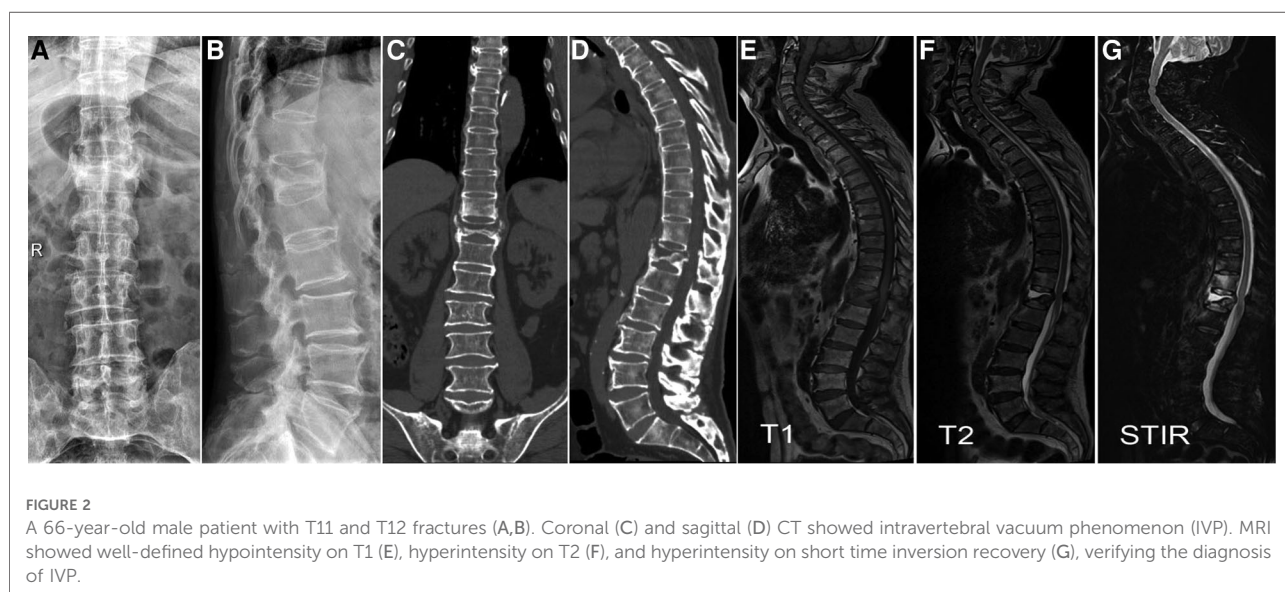 A
B
C
D
E
F
G
R
T1
T2
STIR
FIGURE 2
A 66-year-old male patient with T11 and T12 fractures (A,B). Coronal (C) and sagittal (D) CT showed intravertebral vacuum phenomenon (IVP). MRI
showed well-defined hypointensity on T1 (E), hyperintensity on T2 (F), and hyperintensity on short time inversion recovery (G), verifying the diagnosis
of IVP.